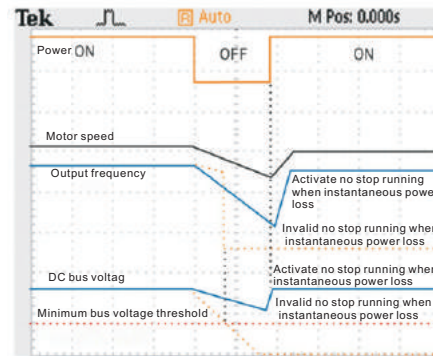 Tek
Auto
M Pos: 0.000s
Power ON
OFF
ON
Motor speed
Output frequency
Activate no stop running
when instantaneous power
loss
Invalid no stop running when
instantaneous power loss
DC bus voltag
Activate no stop running when
instantaneous power loss
Minimum bus voltage threshold
Invalid no stop running when
instantaneous power loss